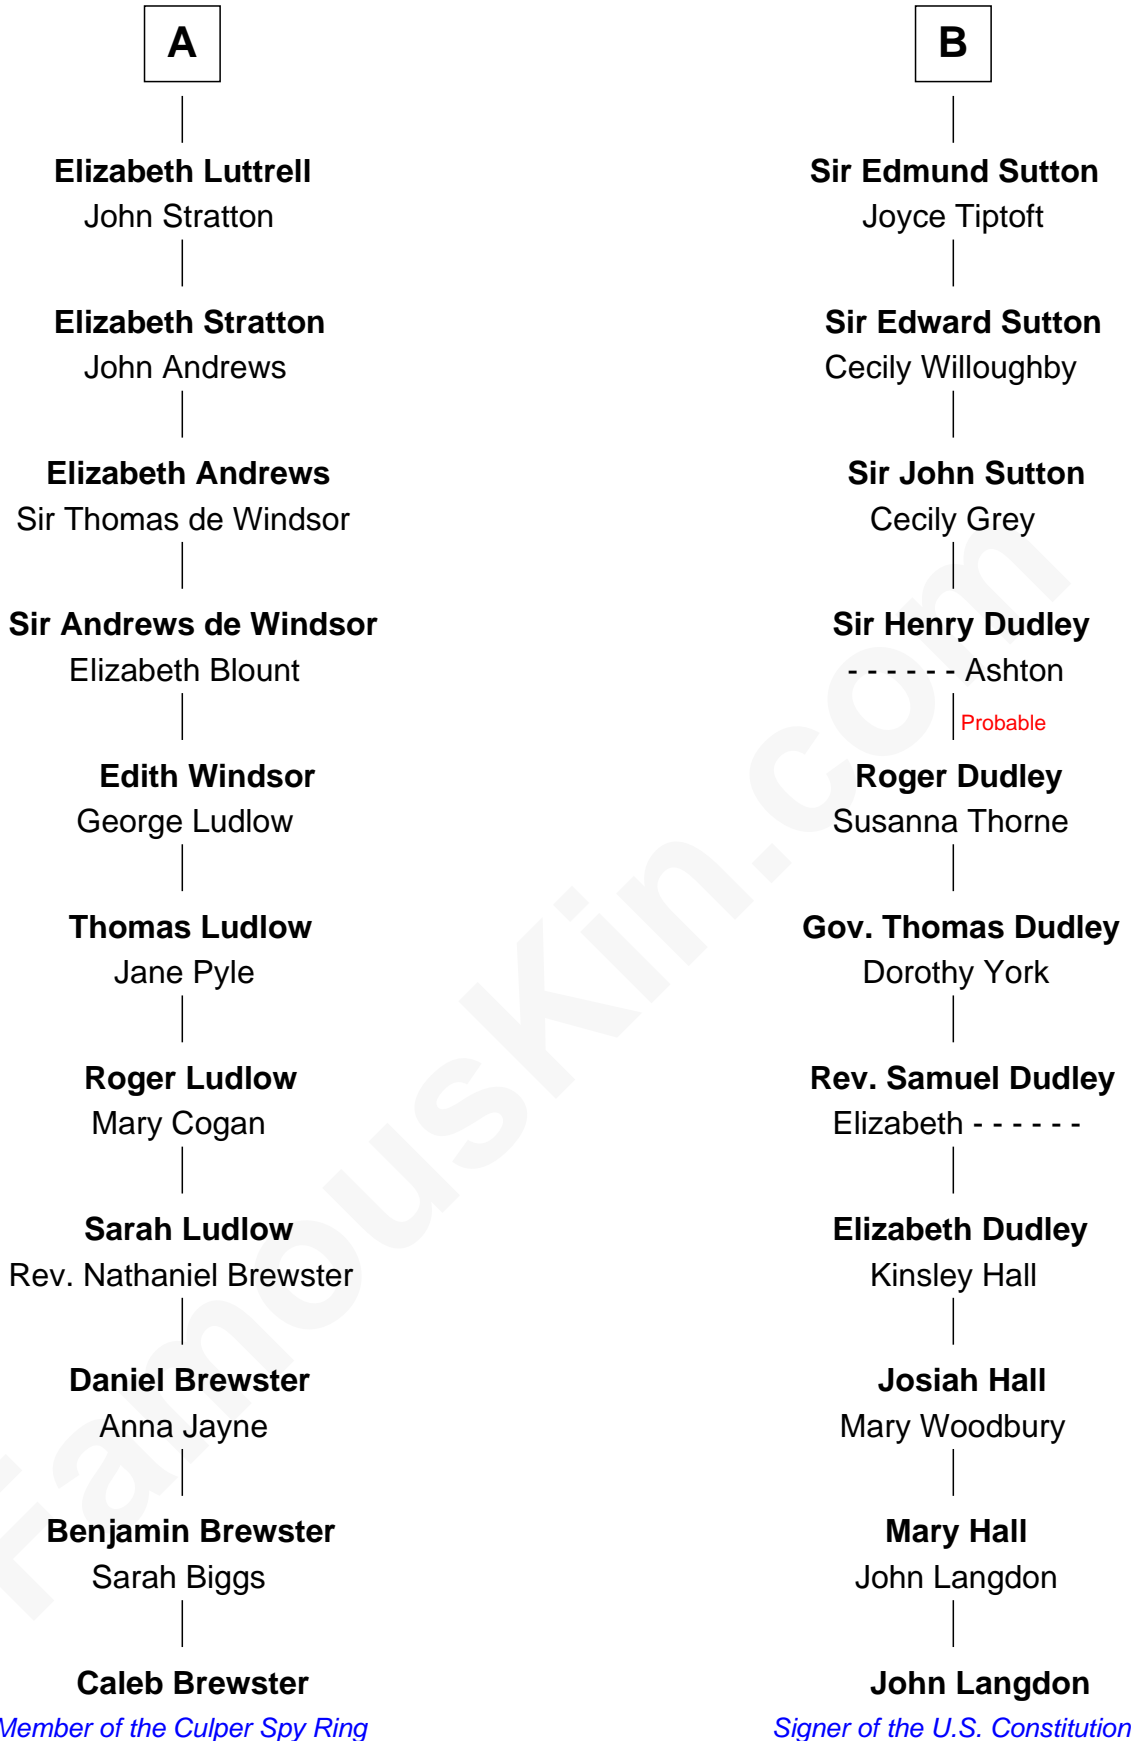 A
Elizabeth Luttrell
John Stratton
Elizabeth Stratton
John Andrews
Elizabeth Andrews
Sir Thomas de Windsor
Sir Andrews de Windsor
Elizabeth Blount
Edith Windsor
George Ludlow
Thomas Ludlow
Jane Pyle
Roger Ludlow
Mary Cogan
Sarah Ludlow
Rev. Nathaniel Brewster
Daniel Brewster
Anna Jayne
Benjamin Brewster
Sarah Biggs
Caleb Brewster
Member of the Culper Spy Ring
B
Sir Edmund Sutton
Joyce Tiptoft
Sir Edward Sutton
Cecily Willoughby
Sir John Sutton
Cecily Grey
Sir Henry Dudley
- - - - - - Ashton
Probable
Roger Dudley
Susanna Thorne
Gov. Thomas Dudley
Dorothy York
Rev. Samuel Dudley
Elizabeth - - - - - -
Elizabeth Dudley
Kinsley Hall
Josiah Hall
Mary Woodbury
Mary Hall
John Langdon
John Langdon
Signer of the U.S. Constitution
FamousKin.com